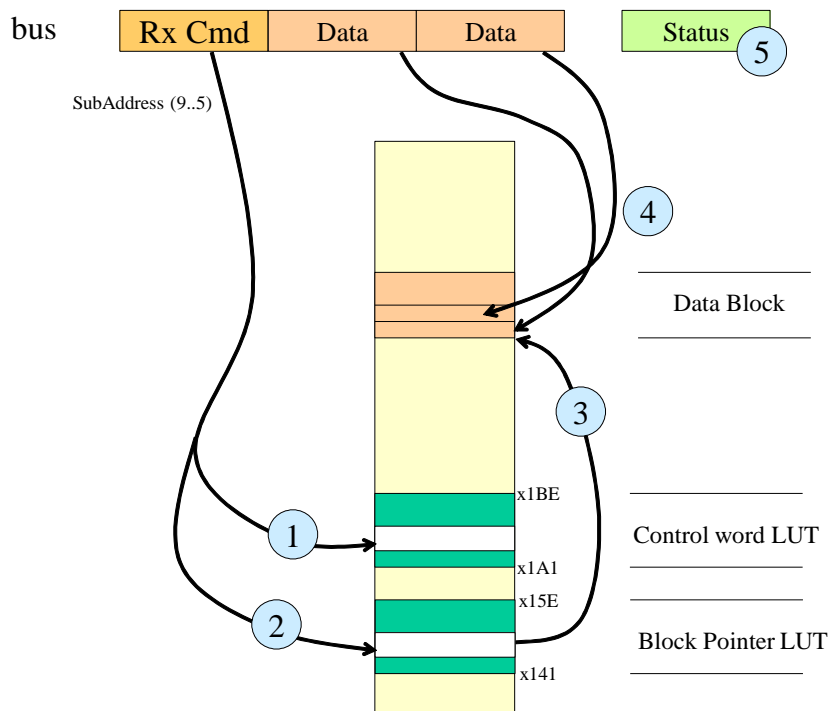 bus
Rx Cmd
Data
Data
Status
5
SubAddress (9..5)
4
Data Block
3
x1BE
1
Control word LUT
x1A1
x15E
2
Block Pointer LUT
x141